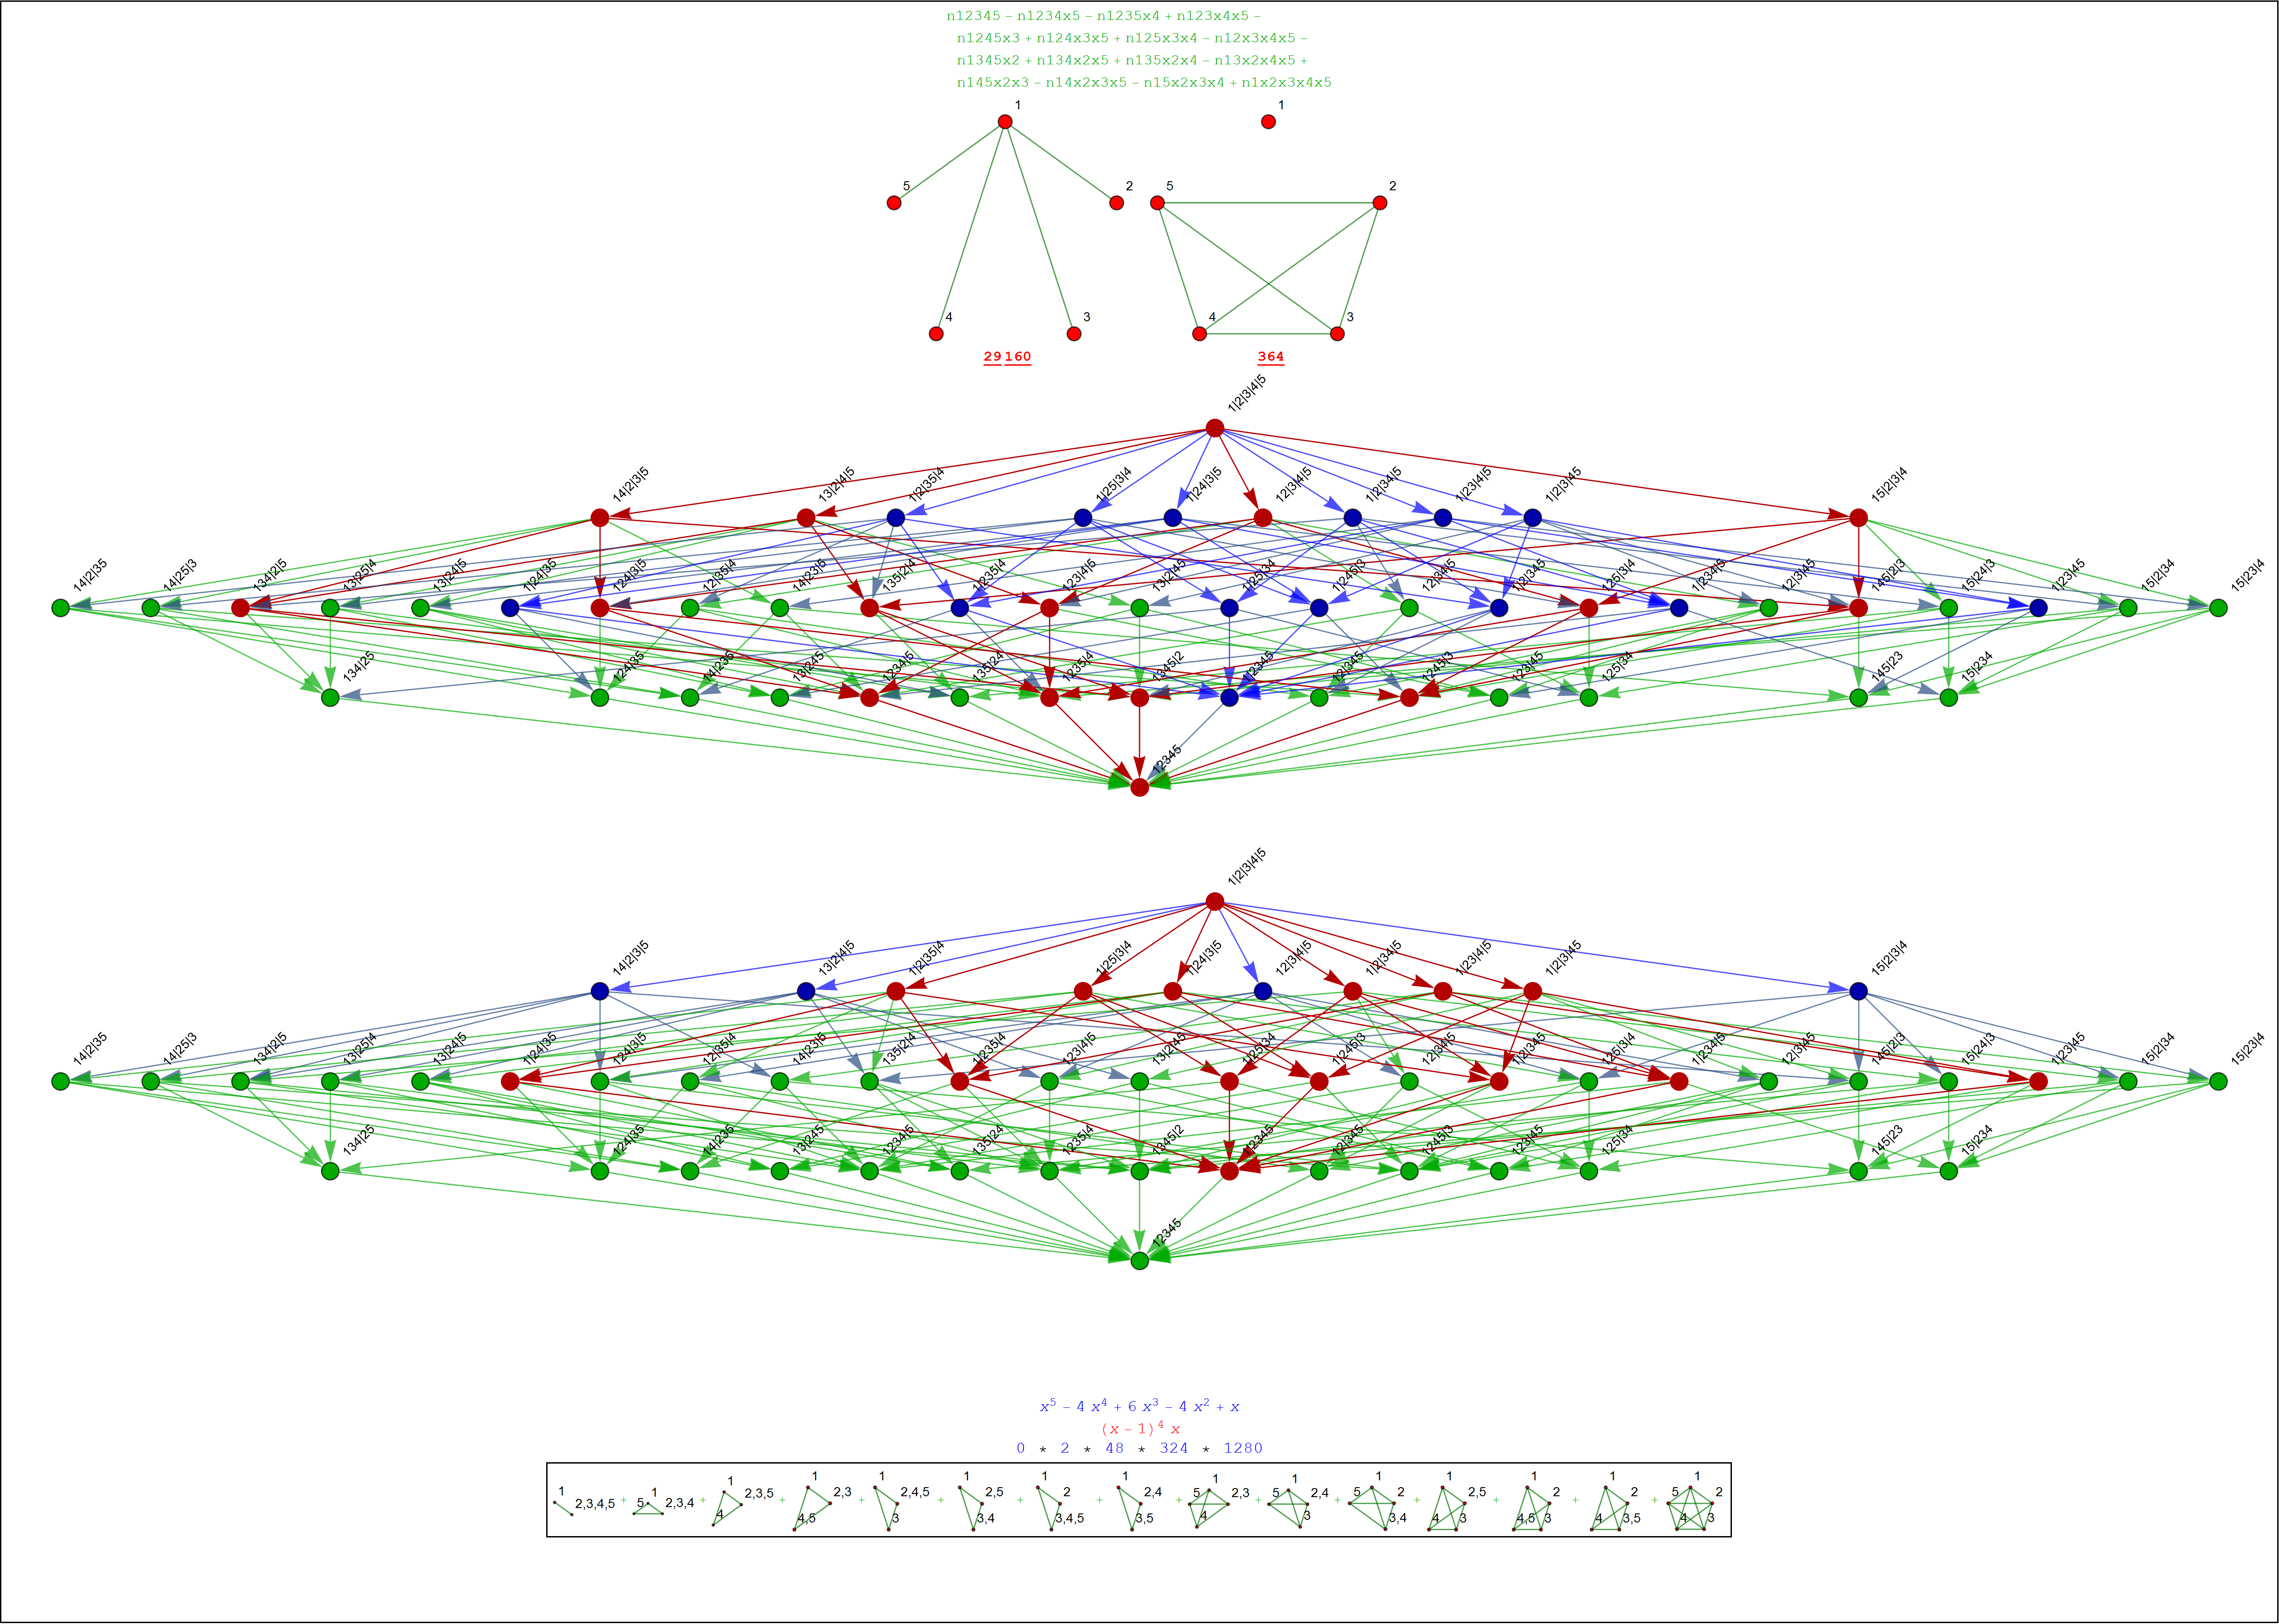 n12345 − n1234x5 − n1235x4 + n123x4x5 −
n1245x3 + n124x3x5 + n125x3x4 − n12x3x4x5 −
n1345x2 + n134x2x5 + n135x2x4 − n13x2x4x5 +
n145x2x3 − n14x2x3x5 − n15x2x3x4 + n1x2x3x4x5
1 1
5 2 5 2
4 3 4 3
29160 364
1|2|3|4|5
14|2|3|5 13|2|4|5 1|2|35|4 1|25|3|4 1|24|3|5 12|3|4|5 1|2|34|5 1|23|4|5 1|2|3|45 15|2|3|4
14|2|35 14|25|3 134|2|5 13|25|4 13|24|5 1|24|35 124|3|5 12|35|4 14|23|5 135|2|4 1|235|4 123|4|5 13|2|45 1|25|34 1|245|3 12|34|5 1|2|345 125|3|4 1|234|5 12|3|45 145|2|3 15|24|3 1|23|45 15|2|34 15|23|4
134|25 124|35 14|235 13|245 1234|5 135|24 1235|4 1345|2 1|2345 12|345 1245|3 123|45 125|34 145|23 15|234
12345
1|2|3|4|5
14|2|3|5 13|2|4|5 1|2|35|4 1|25|3|4 1|24|3|5 12|3|4|5 1|2|34|5 1|23|4|5 1|2|3|45 15|2|3|4
14|2|35 14|25|3 134|2|5 13|25|4 13|24|5 1|24|35 124|3|5 12|35|4 14|23|5 135|2|4 1|235|4 123|4|5 13|2|45 1|25|34 1|245|3 12|34|5 1|2|345 125|3|4 1|234|5 12|3|45 145|2|3 15|24|3 1|23|45 15|2|34 15|23|4
134|25 124|35 14|235 13|245 1234|5 135|24 1235|4 1345|2 1|2345 12|345 1245|3 123|45 125|34 145|23 15|234
12345
x⁵ − 4 x⁴ + 6 x³ − 4 x² + x
(x − 1)⁴ x
0 * 2 * 48 * 324 * 1280
1 2,3,4,5 + 1 5 2,3,4 + 1 2,3,5 4 + 1 2,3 4,5 + 1 2,4,5 3 + 1 2,5 3,4 + 1 2 3,4,5 + 1 2,4 3,5 + 1 5 2,3 4 + 1 5 2,4 3 + 1 5 2 3,4 + 1 2,5 4 3 + 1 2 4,5 3 + 1 2 4 3,5 + 1 5 2 4 3